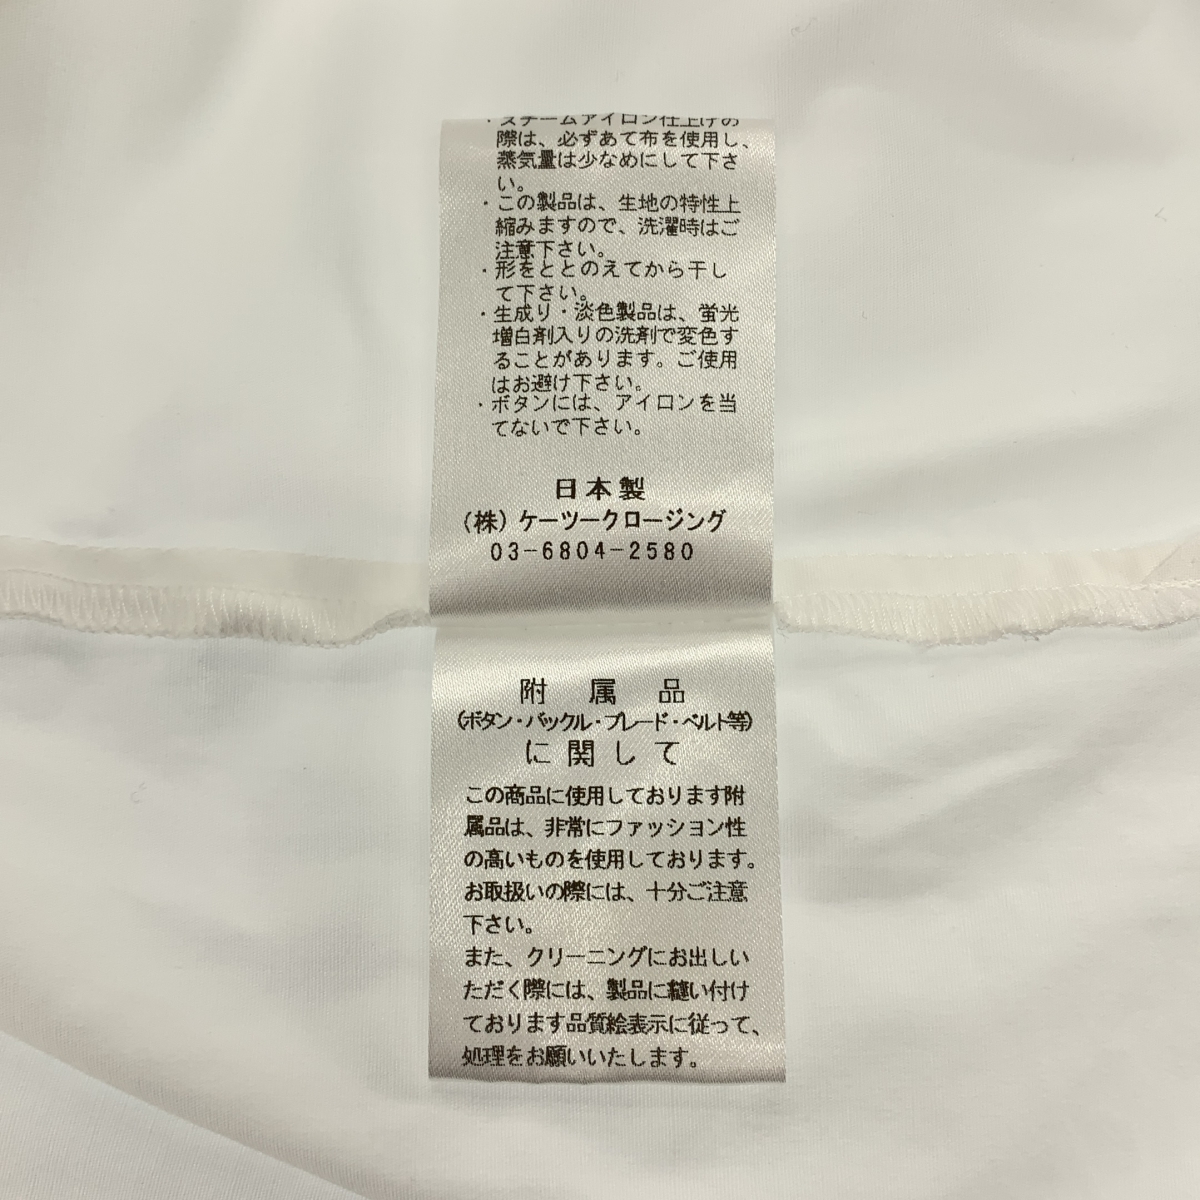 ・スチームアイロン仕上げの
際は、必ずあて布を使用し、
蒸気量は少なめにして下さ
い。
・この製品は、生地の特性上
縮みますので、洗濯時はご
注意下さい。
・形をととのえてから干し
て下さい。
・生成り・淡色製品は、蛍光
増白剤入りの洗剤で変色す
ることがあります。ご使用
はお避け下さい。
・ボタンには、アイロンを当
てないで下さい。
日本製
(株)ケーツークロージング
03-6804-2580
附属品
(ボタン・バックル・ブレード・ベルト等)
に関して
この商品に使用しております附
属品は、非常にファッション性
の高いものを使用しております。
お取扱いの際には、十分ご注意
下さい。
また、クリーニングにお出しい
ただく際には、製品に縫い付け
ております品質絵表示に従って、
処理をお願いいたします。